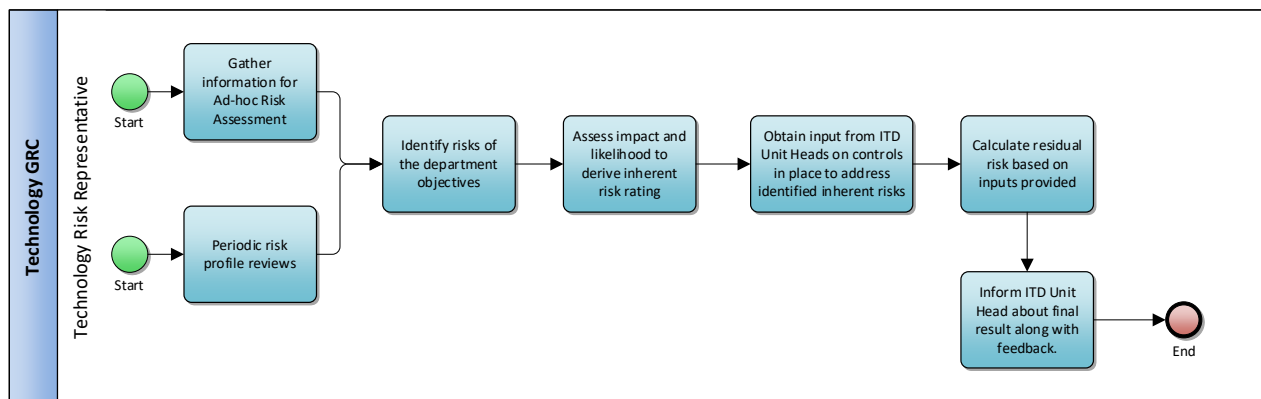 Technology GRC
Technology Risk Representative
Start
Gather
information for
Ad-hoc Risk
Assessment
Start
Periodic risk
profile reviews
Identify risks of
the department
objectives
Assess impact and
likelihood to
derive inherent
risk rating
Obtain input from ITD
Unit Heads on controls
in place to address
identified inherent risks
Calculate residual
risk based on
inputs provided
Inform ITD Unit
Head about final
result along with
feedback.
End